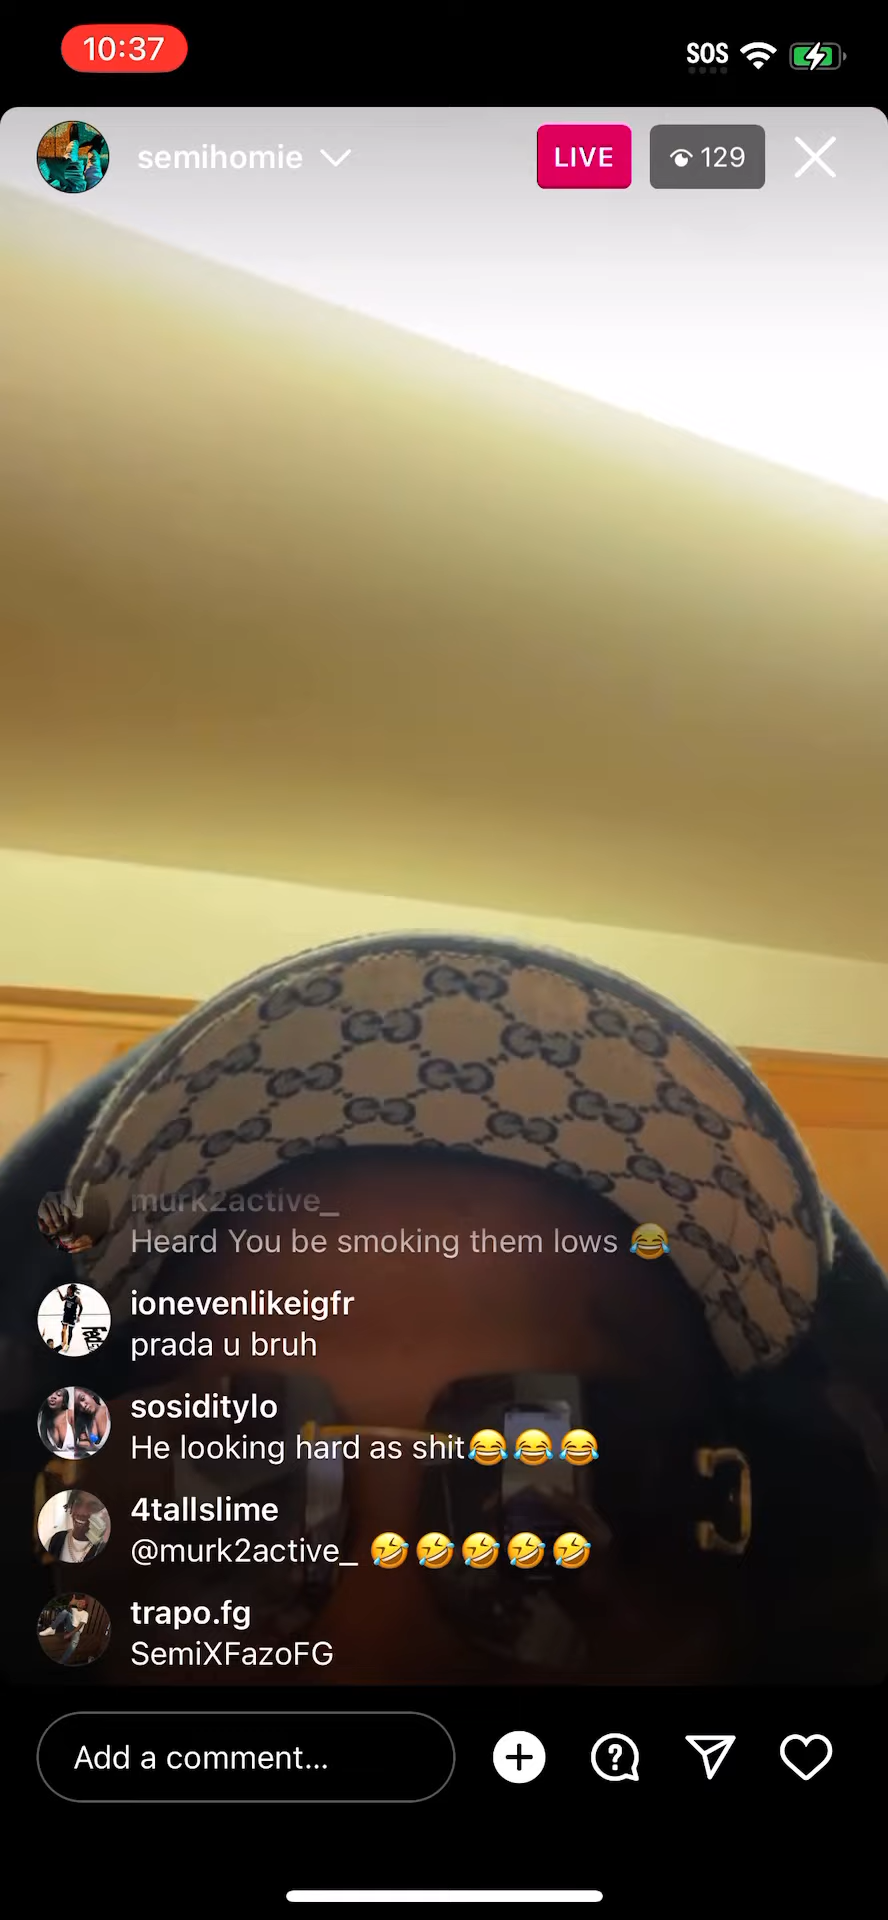 10:37
SOS
semihomie
LIVE
129
murk2active_
Heard You be smoking them lows 😂
ionevenlikeigfr
prada u bruh
sosiditylo
He looking hard as shit😂😂😂
4tallslime
@murk2active_ 🤣🤣🤣🤣🤣
trapo.fg
SemiXFazoFG
Add a comment...